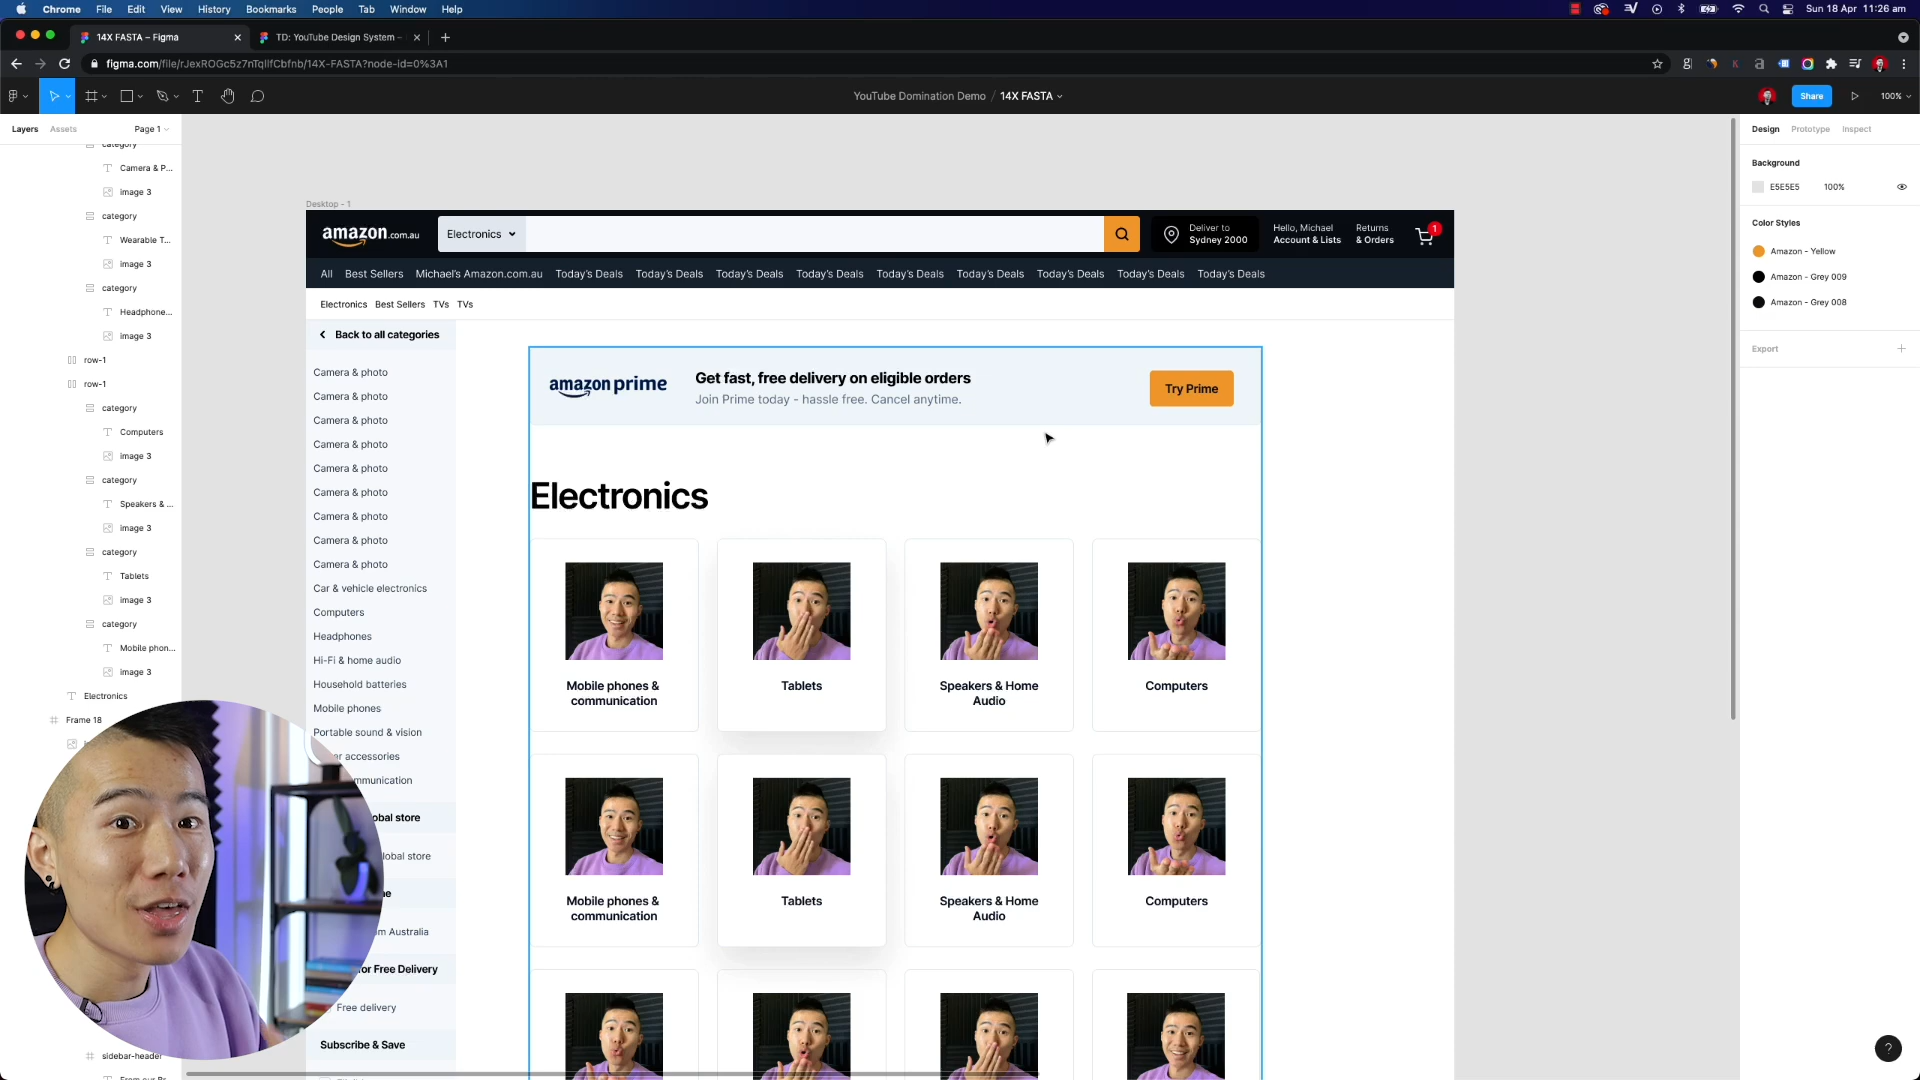 Chrome File Edit View History Bookmarks People Tab Window Help
Sun 18 Apr 11:26 am
14X FASTA – Figma
TD: YouTube Design System –
figma.com/file/rJexROGc5z7nTqIlfCbfnb/14X-FASTA?node-id=0%3A1
YouTube Domination Demo / 14X FASTA
Share
100%
Layers Assets Page 1
category
Camera & P...
image 3
category
Wearable T...
image 3
category
Headphone...
image 3
row-1
row-1
category
Computers
image 3
category
Speakers & ...
image 3
category
Tablets
image 3
category
Mobile phon...
image 3
Electronics
Frame 18
sidebar-header
Desktop - 1
amazon.com.au
Electronics
Deliver to
Sydney 2000
Hello, Michael
Account & Lists
Returns
& Orders
1
All Best Sellers Michael's Amazon.com.au Today's Deals Today's Deals Today's Deals Today's Deals Today's Deals Today's Deals Today's Deals Today's Deals Today's Deals
Electronics Best Sellers TVs TVs
Back to all categories
Camera & photo
Camera & photo
Camera & photo
Camera & photo
Camera & photo
Camera & photo
Camera & photo
Camera & photo
Camera & photo
Car & vehicle electronics
Computers
Headphones
Hi-Fi & home audio
Household batteries
Mobile phones
Portable sound & vision
accessories
obal store
lobal store
Australia
or Free Delivery
Free delivery
Subscribe & Save
amazon prime
Get fast, free delivery on eligible orders
Join Prime today - hassle free. Cancel anytime.
Try Prime
Electronics
Mobile phones &
communication
Tablets
Speakers & Home
Audio
Computers
Mobile phones &
communication
Tablets
Speakers & Home
Audio
Computers
Design Prototype Inspect
Background
E5E5E5 100%
Color Styles
Amazon - Yellow
Amazon - Grey 009
Amazon - Grey 008
Export
?